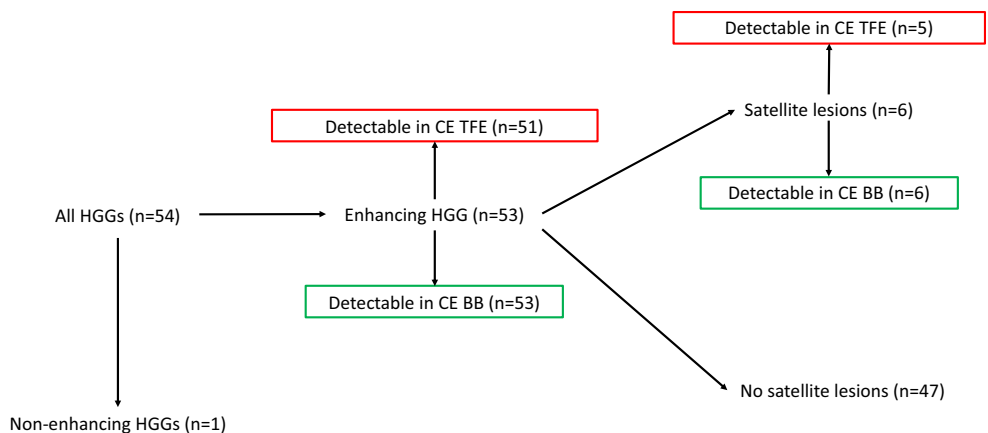 Detectable in CE TFE (n=5)
Satellite lesions (n=6)
Detectable in CE TFE (n=51)
Detectable in CE BB (n=6)
All HGGs (n=54)
Enhancing HGG (n=53)
Detectable in CE BB (n=53)
No satellite lesions (n=47)
Non-enhancing HGGs (n=1)